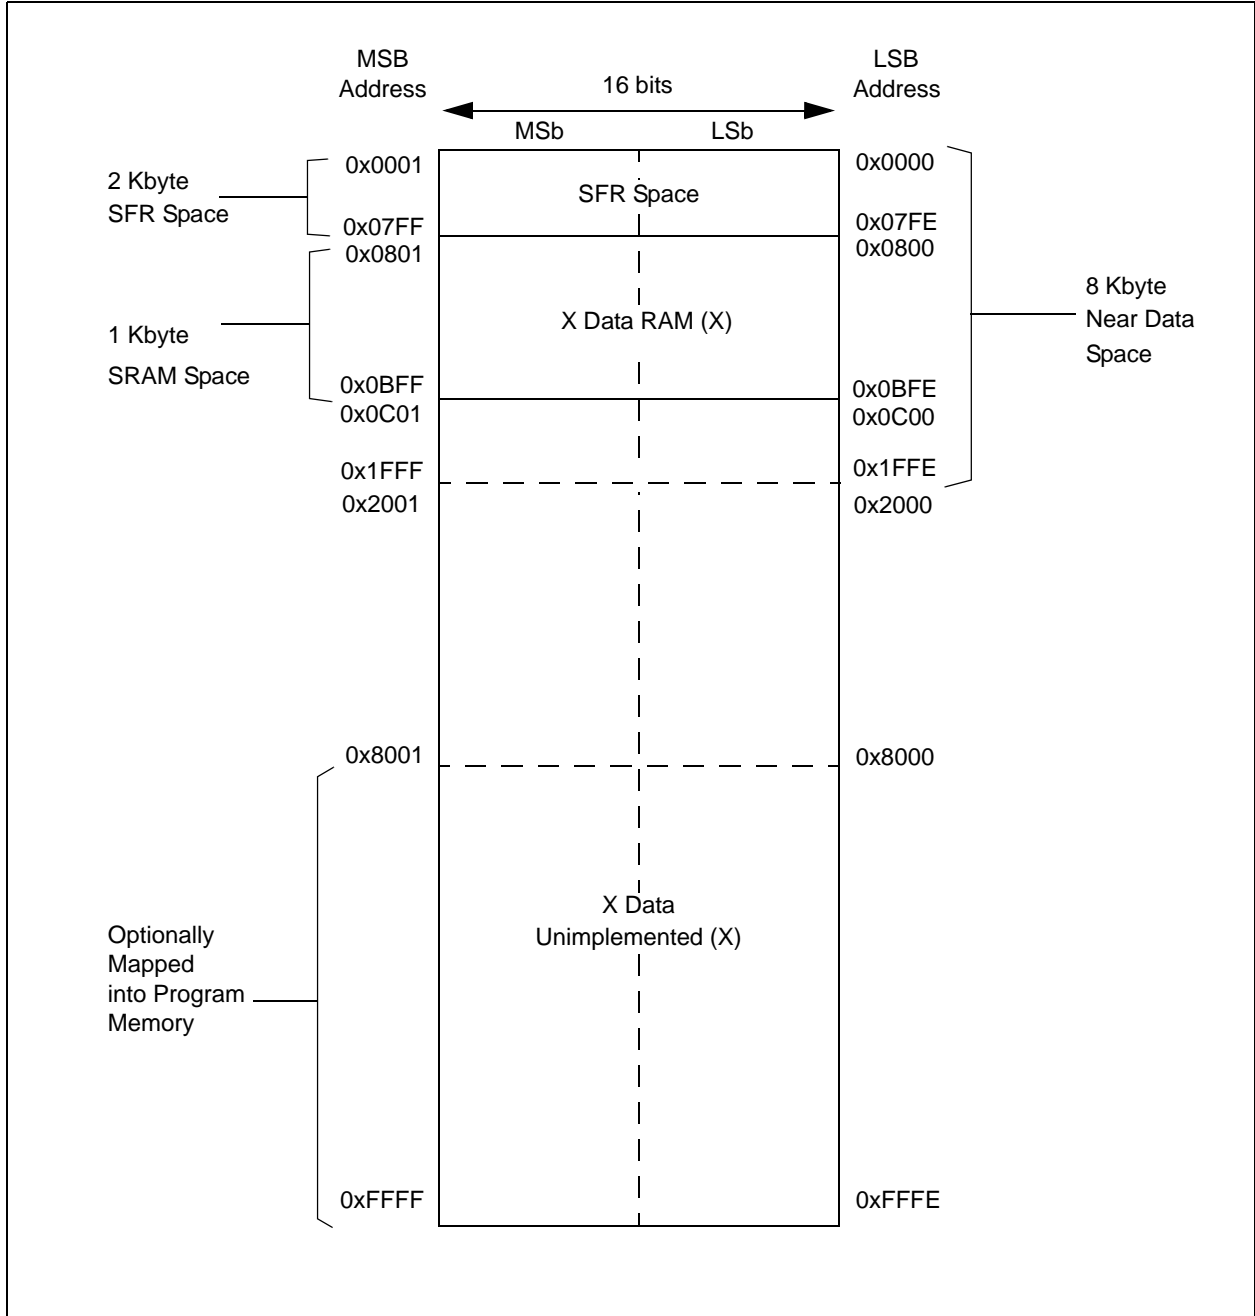 MSB
Address
LSB
Address
16 bits
MSb
LSb
0x0001
0x0000
2 Kbyte
SFR Space
SFR Space
0x07FF
0x07FE
0x0801
0x0800
8 Kbyte
Near Data
Space
X Data RAM (X)
1 Kbyte
SRAM Space
0x0BFF
0x0BFE
0x0C01
0x0C00
0x1FFF
0x1FFE
0x2001
0x2000
0x8001
0x8000
X Data
Unimplemented (X)
Optionally
Mapped
into Program
Memory
0xFFFF
0xFFFE